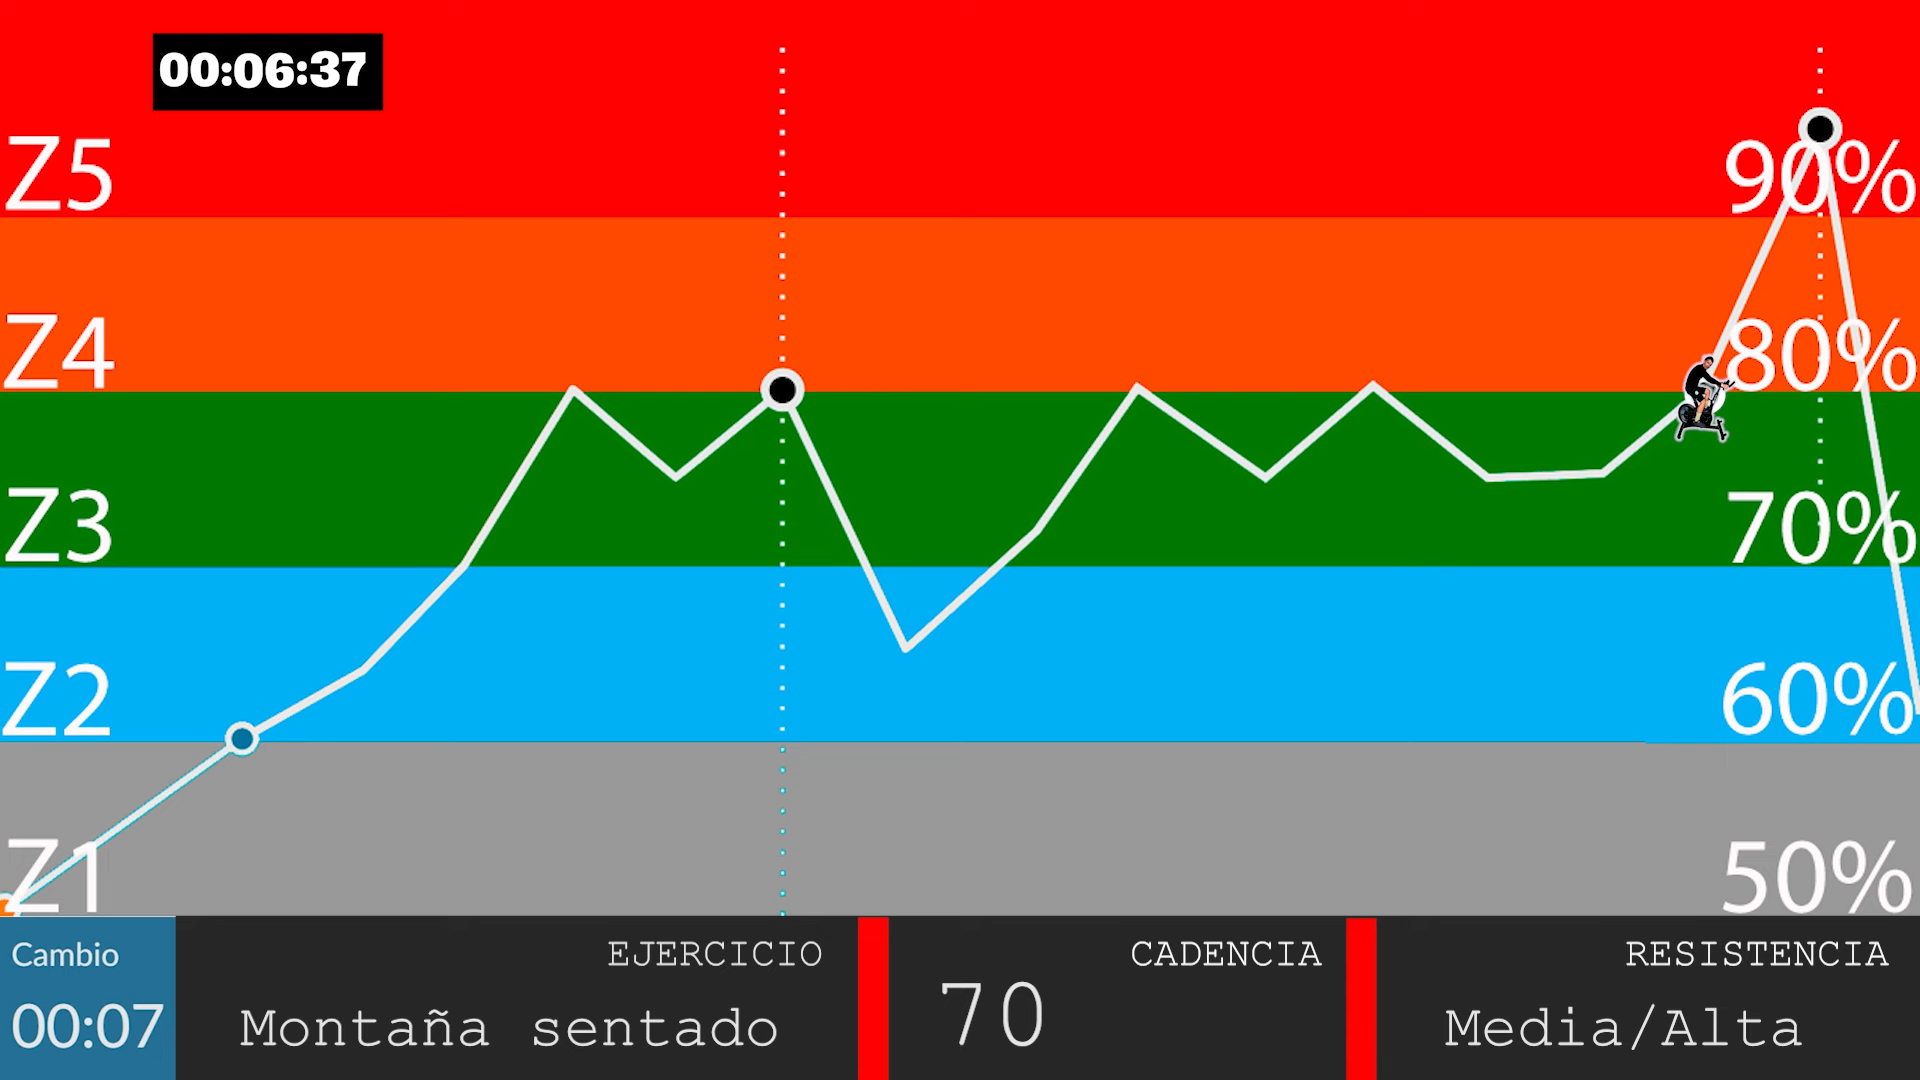 00:06:37
Z5 90%
Z4 80%
Z3 70%
Z2 60%
Z1 50%
Cambio
00:07
EJERCICIO
Montaña sentado
CADENCIA
70
RESISTENCIA
Media/Alta